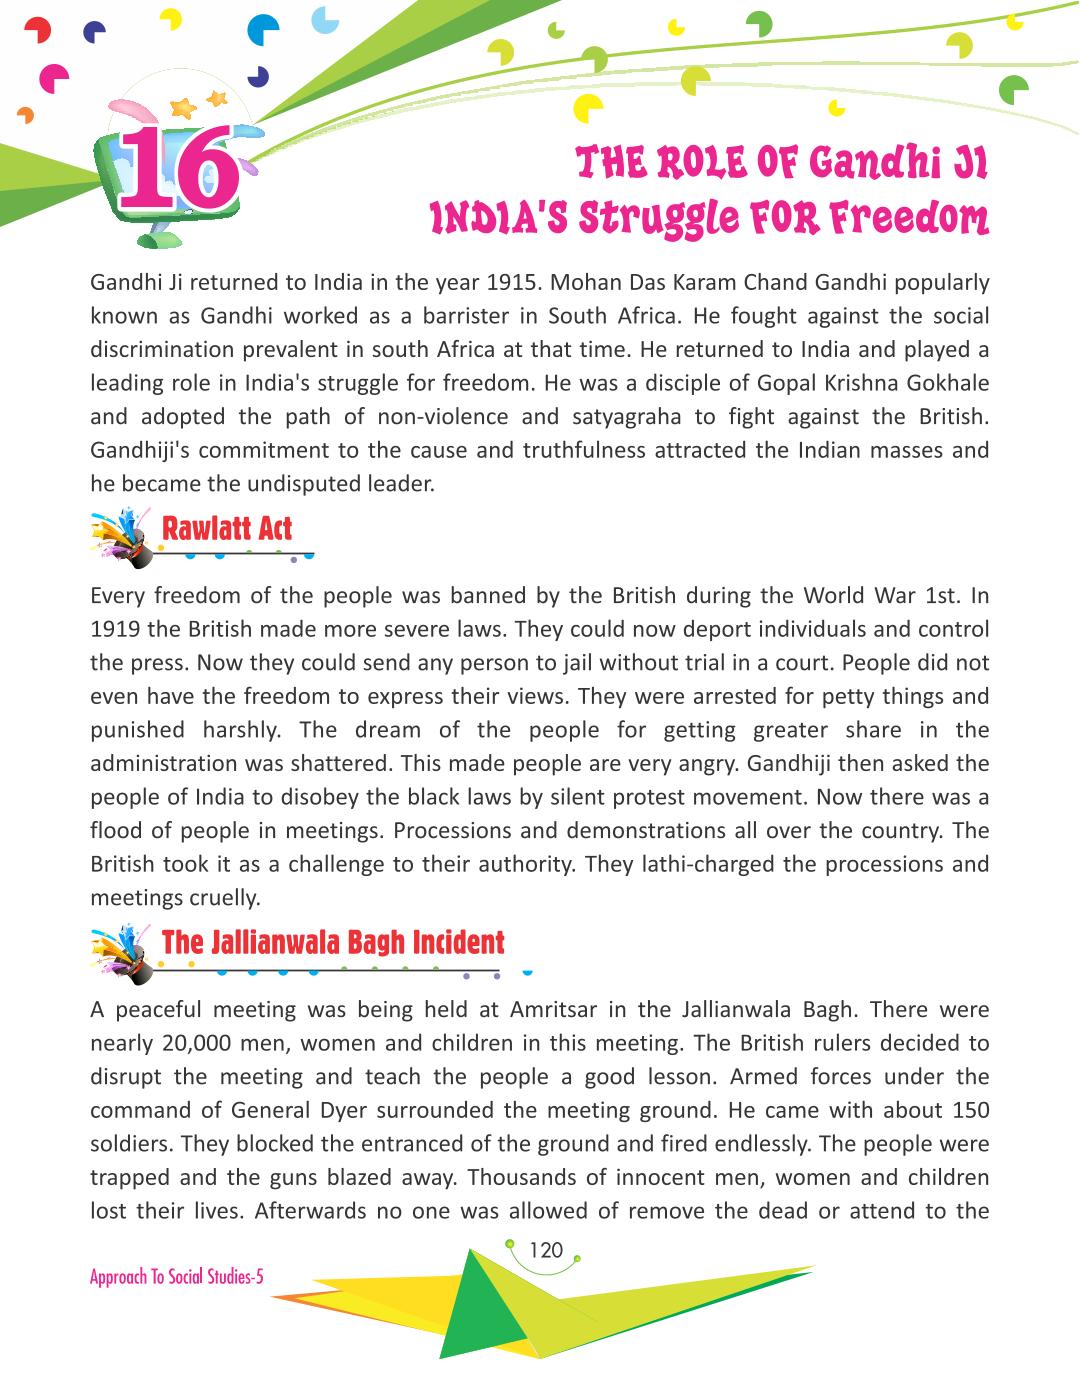 16
THE ROLE OF Gandhi JI
INDIA'S Struggle FOR Freedom
Gandhi Ji returned to India in the year 1915. Mohan Das Karam Chand Gandhi popularly
known as Gandhi worked as a barrister in South Africa. He fought against the social
discrimination prevalent in south Africa at that time. He returned to India and played a
leading role in India's struggle for freedom. He was a disciple of Gopal Krishna Gokhale
and adopted the path of non-violence and satyagraha to fight against the British.
Gandhiji's commitment to the cause and truthfulness attracted the Indian masses and
he became the undisputed leader.
Rawlatt Act
Every freedom of the people was banned by the British during the World War 1st. In
1919 the British made more severe laws. They could now deport individuals and control
the press. Now they could send any person to jail without trial in a court. People did not
even have the freedom to express their views. They were arrested for petty things and
punished harshly. The dream of the people for getting greater share in the
administration was shattered. This made people are very angry. Gandhiji then asked the
people of India to disobey the black laws by silent protest movement. Now there was a
flood of people in meetings. Processions and demonstrations all over the country. The
British took it as a challenge to their authority. They lathi-charged the processions and
meetings cruelly.
The Jallianwala Bagh Incident
A peaceful meeting was being held at Amritsar in the Jallianwala Bagh. There were
nearly 20,000 men, women and children in this meeting. The British rulers decided to
disrupt the meeting and teach the people a good lesson. Armed forces under the
command of General Dyer surrounded the meeting ground. He came with about 150
soldiers. They blocked the entranced of the ground and fired endlessly. The people were
trapped and the guns blazed away. Thousands of innocent men, women and children
lost their lives. Afterwards no one was allowed of remove the dead or attend to the
120
Approach To Social Studies-5